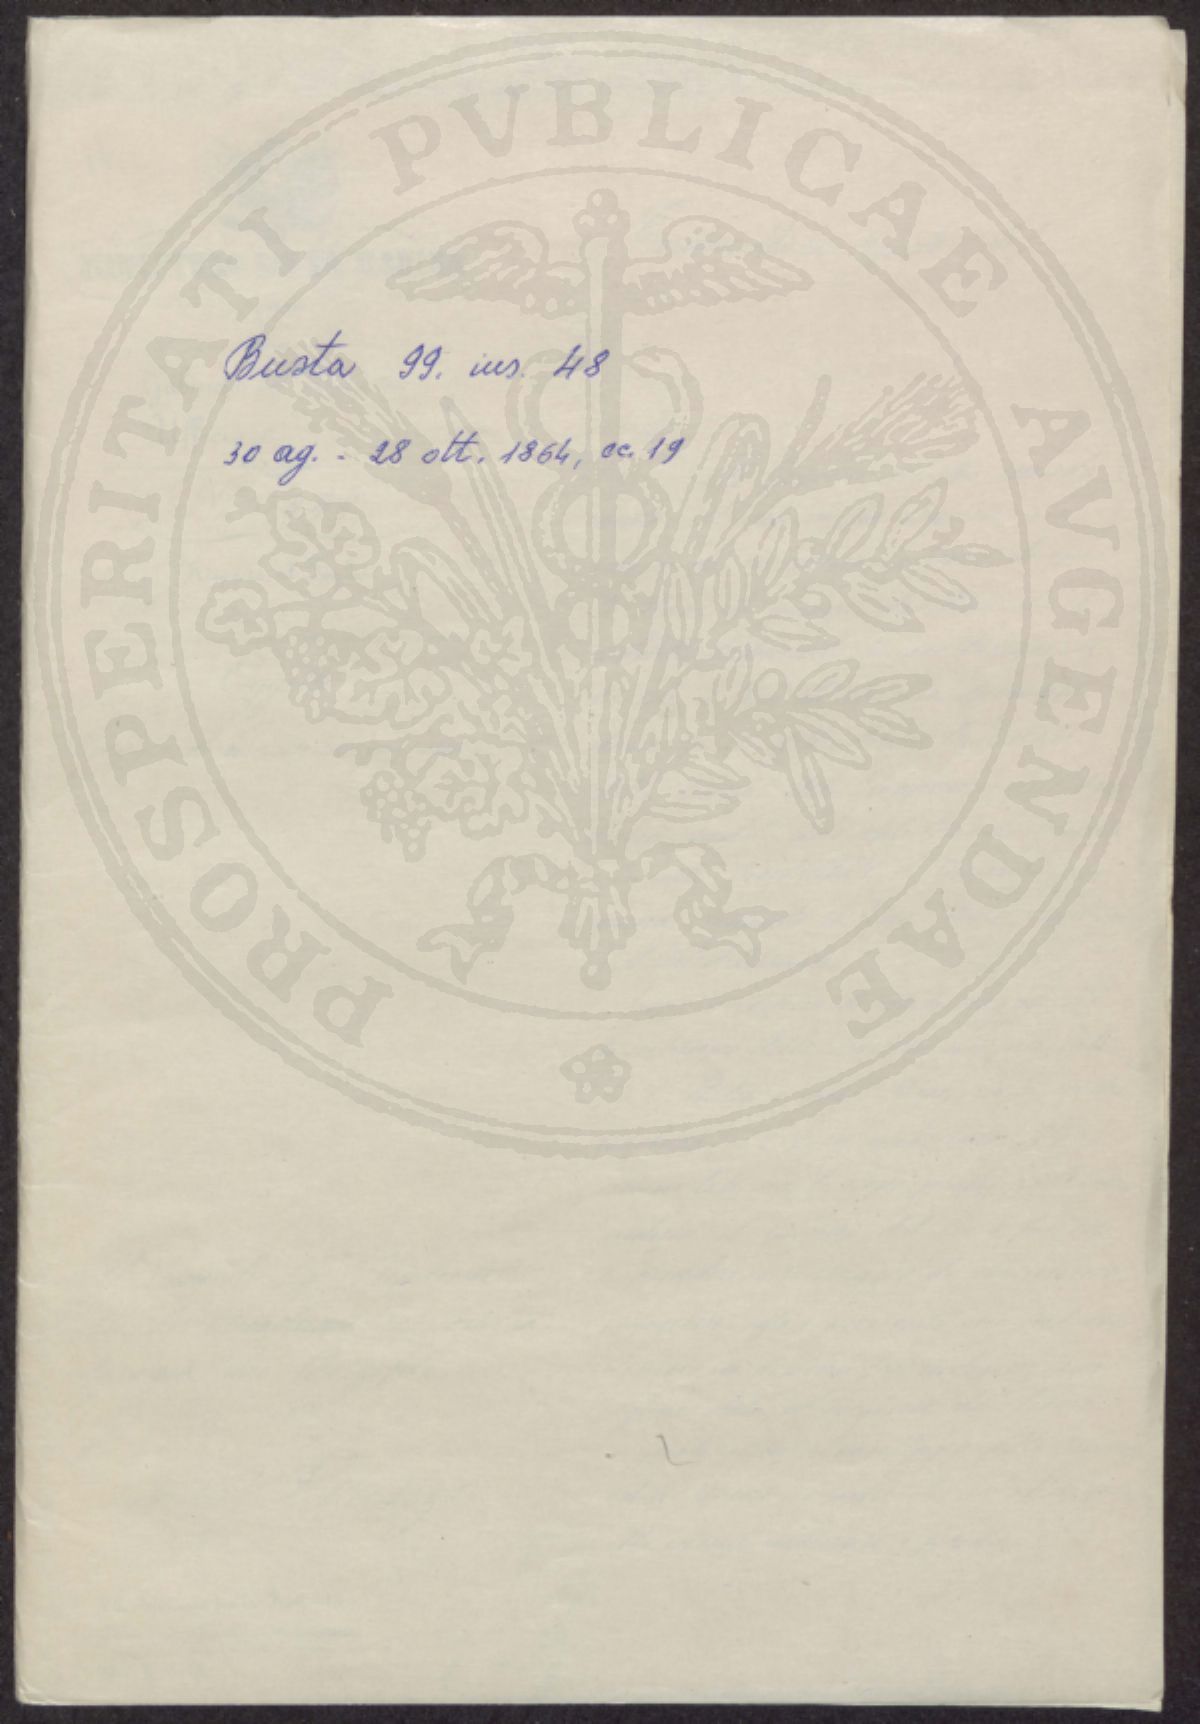 PROSPERITATI PVBLICAE AVGENDAE
Busta 99. ins. 48
30 ag. - 28 ott. 1864, cc. 19